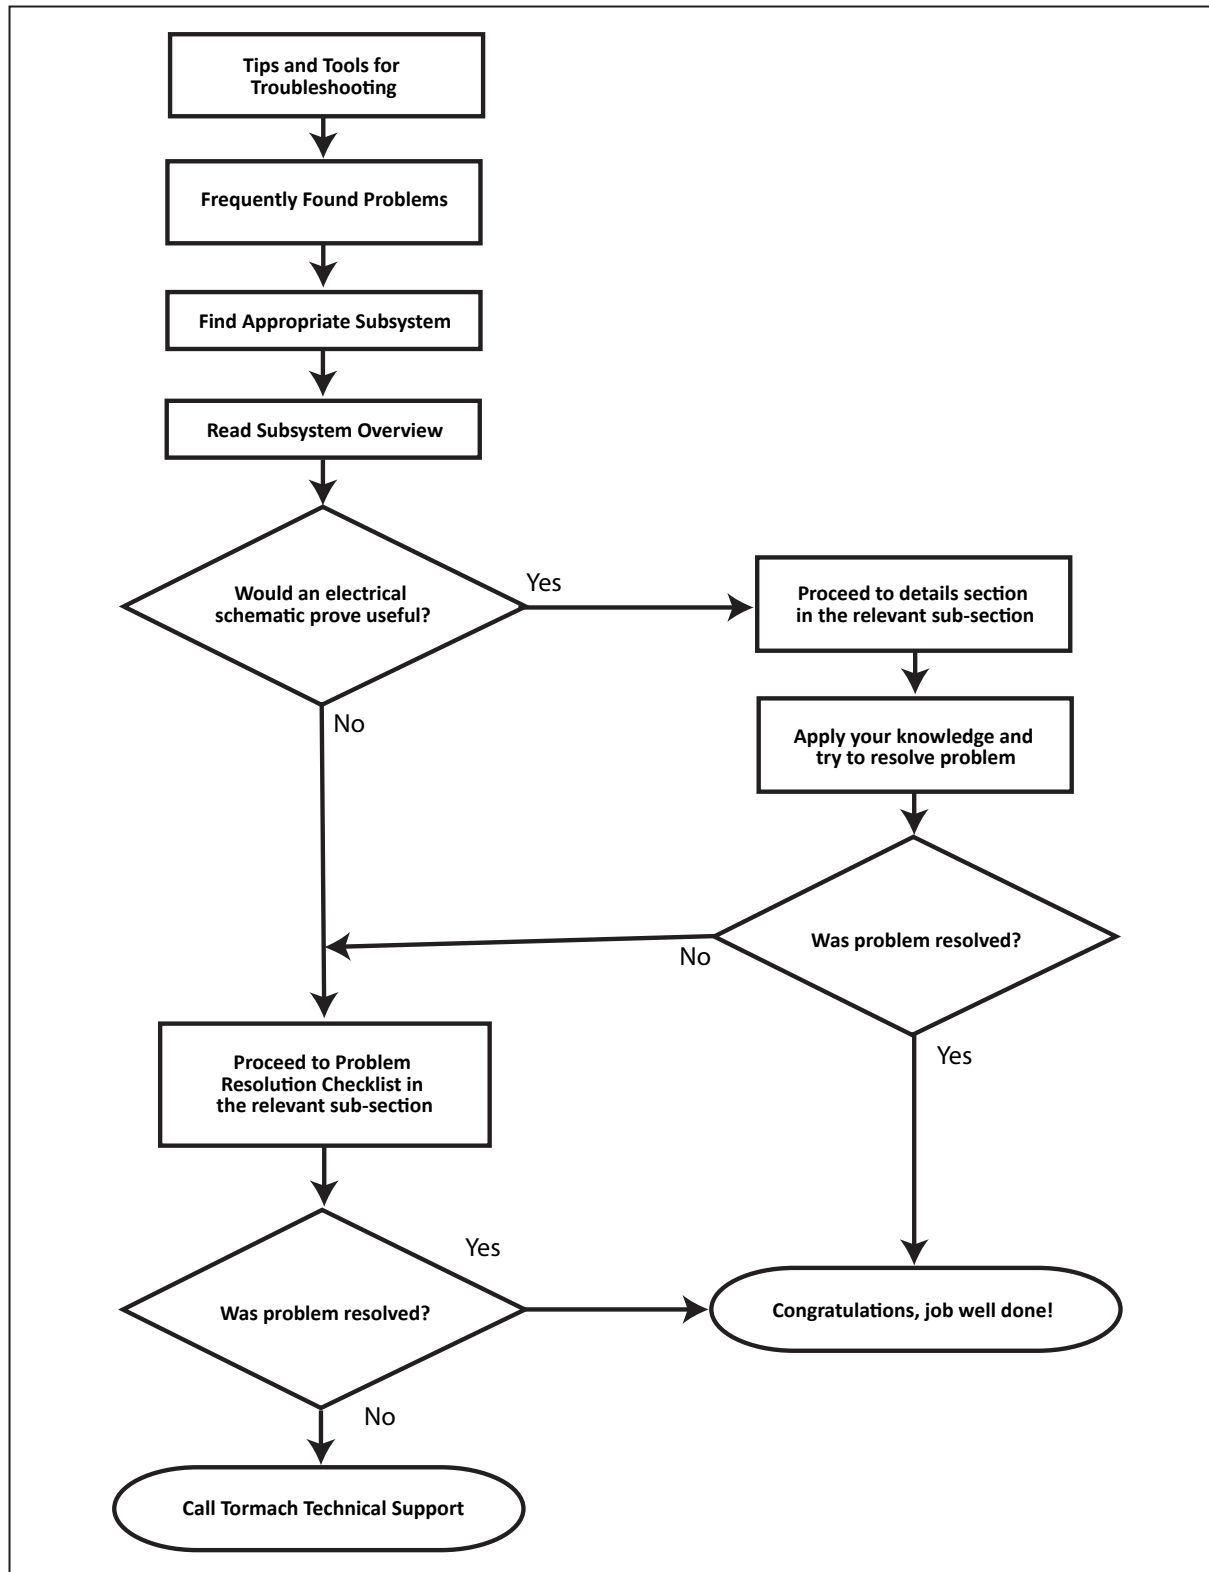 Tips and Tools for
Troubleshooting
Frequently Found Problems
Find Appropriate Subsystem
Read Subsystem Overview
Would an electrical
schematic prove useful?
Yes
No
Proceed to details section
in the relevant sub-section
Apply your knowledge and
try to resolve problem
Was problem resolved?
No
Yes
Proceed to Problem
Resolution Checklist in
the relevant sub-section
Was problem resolved?
Yes
No
Congratulations, job well done!
Call Tormach Technical Support